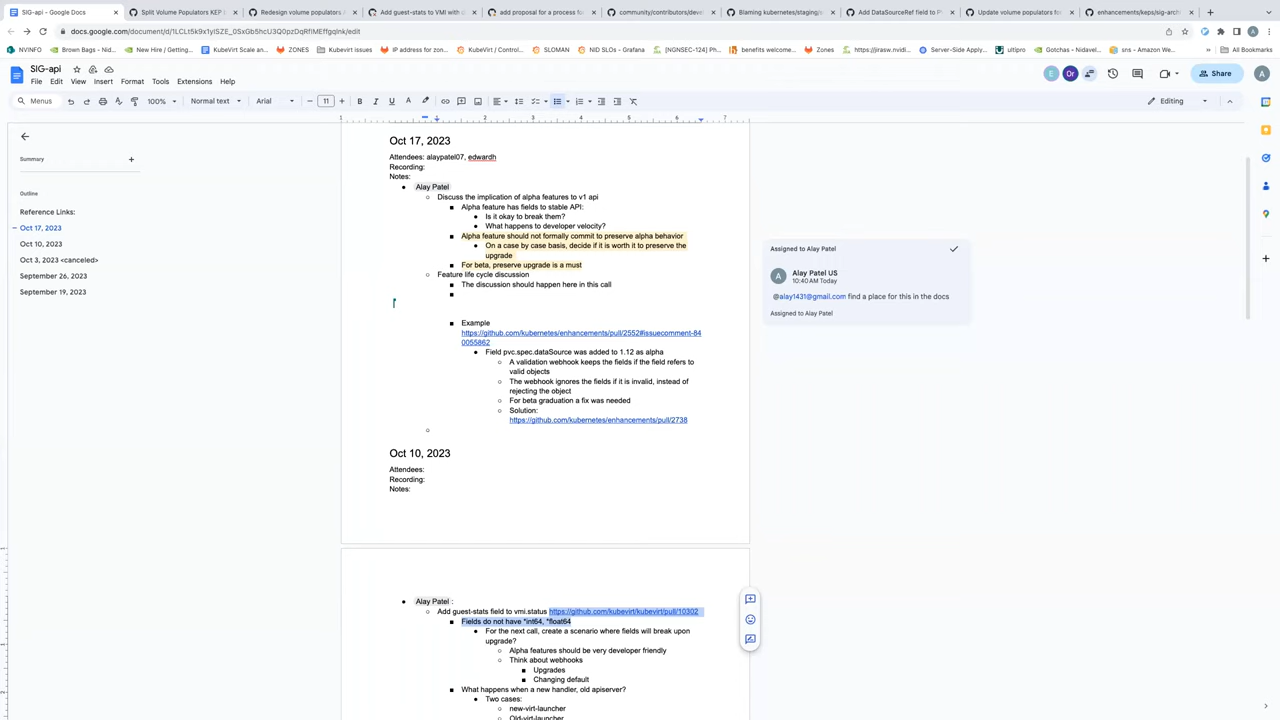 SIG-api - Google Docs
Split Volume Populators KEP s
Redesign volume populators
Add guest-stats to VMI with
add proposal for a process fo
community/contributors/deve
Blaming kubernetes/staging/s
Add DataSourceRef field to P
Update volume populators for
enhancements/keps/sig-arch
docs.google.com/document/d/1LCLt5k9x1yISZE_0SxGb5hcU3Q0pzDqRfIMEffgqlnk/edit
NVINFO
Brown Bags - Nvid...
New Hire / Getting...
Kubevirt issues
ZONES
IP address for zon...
KubeVirt / Control...
KubeVirt Scale and...
SLOMAN
NID SLOs - Grafana
[NGNSEC-124] Ph...
benefits welcome...
Zones
https://jirasw.nvidi...
Server-Side Apply...
ultipro
Gotchas - Nidavel...
sns - Amazon We...
All Bookmarks
SIG-api
File Edit View Insert Format Tools Extensions Help
Share
Menus
100%
Normal text
Arial
11
Editing
Summary
Outline
Reference Links:
Oct 17, 2023
Oct 10, 2023
Oct 3, 2023 <canceled>
September 26, 2023
September 19, 2023
Oct 17, 2023
Attendees: alaypatel07, edwardh
Recording:
Notes:
Alay Patel
Discuss the implication of alpha features to v1 api
Alpha feature has fields to stable API:
Is it okay to break them?
What happens to developer velocity?
Alpha feature should not formally commit to preserve alpha behavior
On a case by case basis, decide if it is worth it to preserve the
upgrade
For beta, preserve upgrade is a must
Feature life cycle discussion
The discussion should happen here in this call
Example
https://github.com/kubernetes/enhancements/pull/2552#issuecomment-84
0055862
Field pvc.spec.dataSource was added to 1.12 as alpha
A validation webhook keeps the fields if the field refers to
valid objects
The webhook ignores the fields if it is invalid, instead of
rejecting the object
For beta graduation a fix was needed
Solution:
https://github.com/kubernetes/enhancements/pull/2738
Oct 10, 2023
Attendees:
Recording:
Notes:
Alay Patel :
Add guest-stats field to vmi.status https://github.com/kubevirt/kubevirt/pull/10302
Fields do not have *int64, *float64
For the next call, create a scenario where fields will break upon
upgrade?
Alpha features should be very developer friendly
Think about webhooks
Upgrades
Changing default
What happens when a new handler, old apiserver?
Two cases:
new-virt-launcher
Old-virt-launcher
Assigned to Alay Patel
Alay Patel US
10:40 AM Today
@alay1431@gmail.com find a place for this in the docs
Assigned to Alay Patel